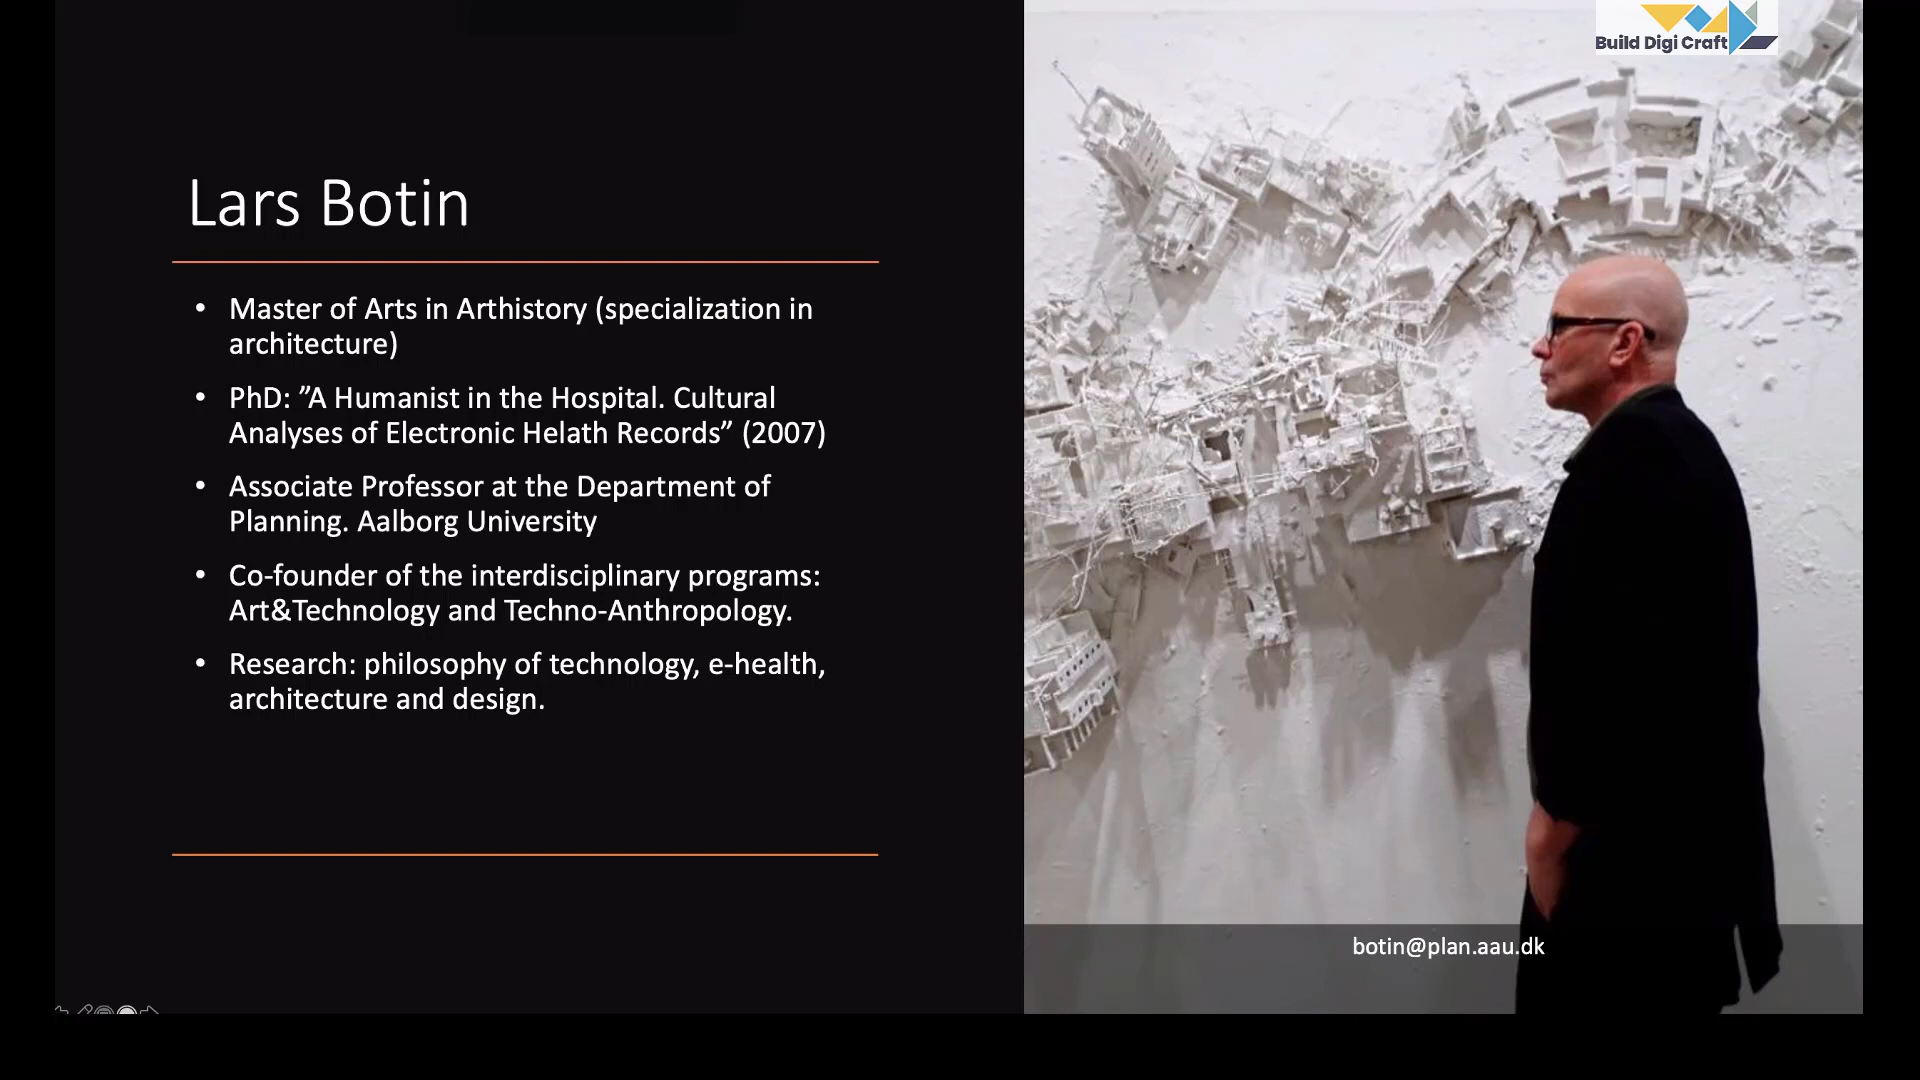 Build Digi Craft
Lars Botin
• Master of Arts in Arthistory (specialization in
architecture)
• PhD: ”A Humanist in the Hospital. Cultural
Analyses of Electronic Helath Records” (2007)
• Associate Professor at the Department of
Planning. Aalborg University
• Co-founder of the interdisciplinary programs:
Art&Technology and Techno-Anthropology.
• Research: philosophy of technology, e-health,
architecture and design.
botin@plan.aau.dk